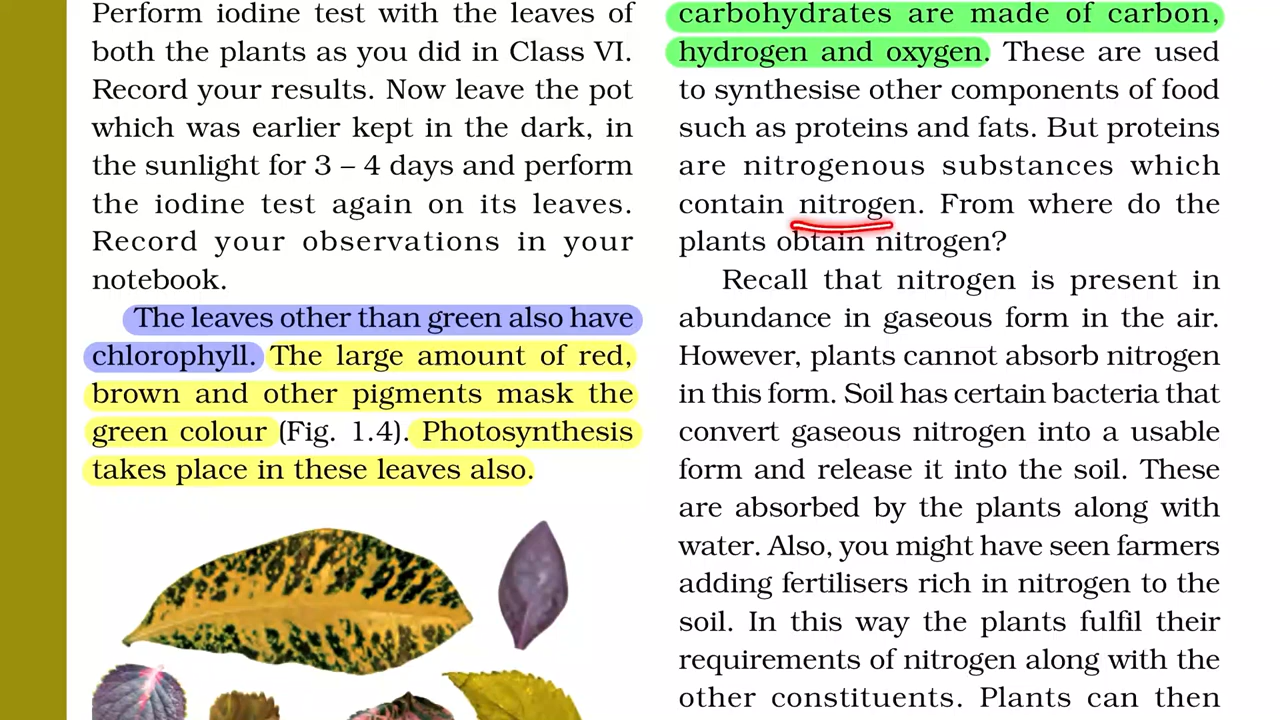 Perform iodine test with the leaves of
both the plants as you did in Class VI.
Record your results. Now leave the pot
which was earlier kept in the dark, in
the sunlight for 3 – 4 days and perform
the iodine test again on its leaves.
Record your observations in your
notebook.
The leaves other than green also have
chlorophyll. The large amount of red,
brown and other pigments mask the
green colour (Fig. 1.4). Photosynthesis
takes place in these leaves also.
carbohydrates are made of carbon,
hydrogen and oxygen. These are used
to synthesise other components of food
such as proteins and fats. But proteins
are nitrogenous substances which
contain nitrogen. From where do the
plants obtain nitrogen?
Recall that nitrogen is present in
abundance in gaseous form in the air.
However, plants cannot absorb nitrogen
in this form. Soil has certain bacteria that
convert gaseous nitrogen into a usable
form and release it into the soil. These
are absorbed by the plants along with
water. Also, you might have seen farmers
adding fertilisers rich in nitrogen to the
soil. In this way the plants fulfil their
requirements of nitrogen along with the
other constituents. Plants can then